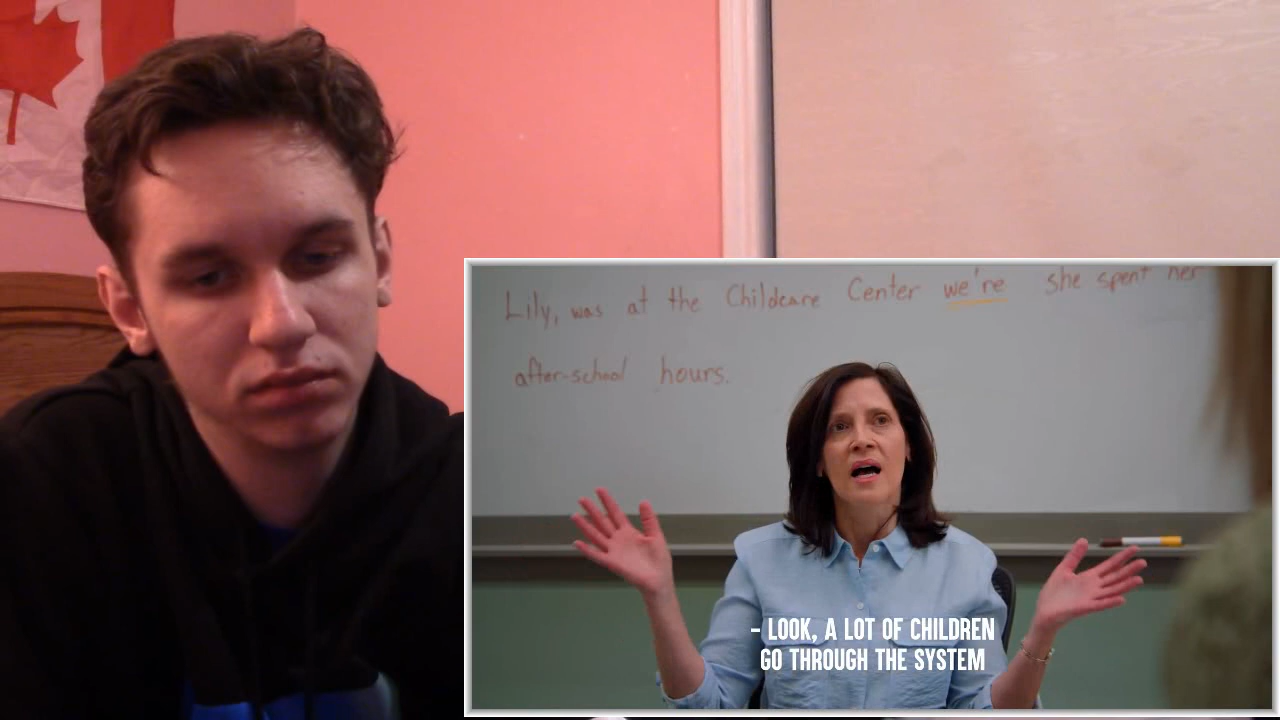 Lily, was at the Childcare Center we're she spent her
after-school hours.
- LOOK, A LOT OF CHILDREN
GO THROUGH THE SYSTEM